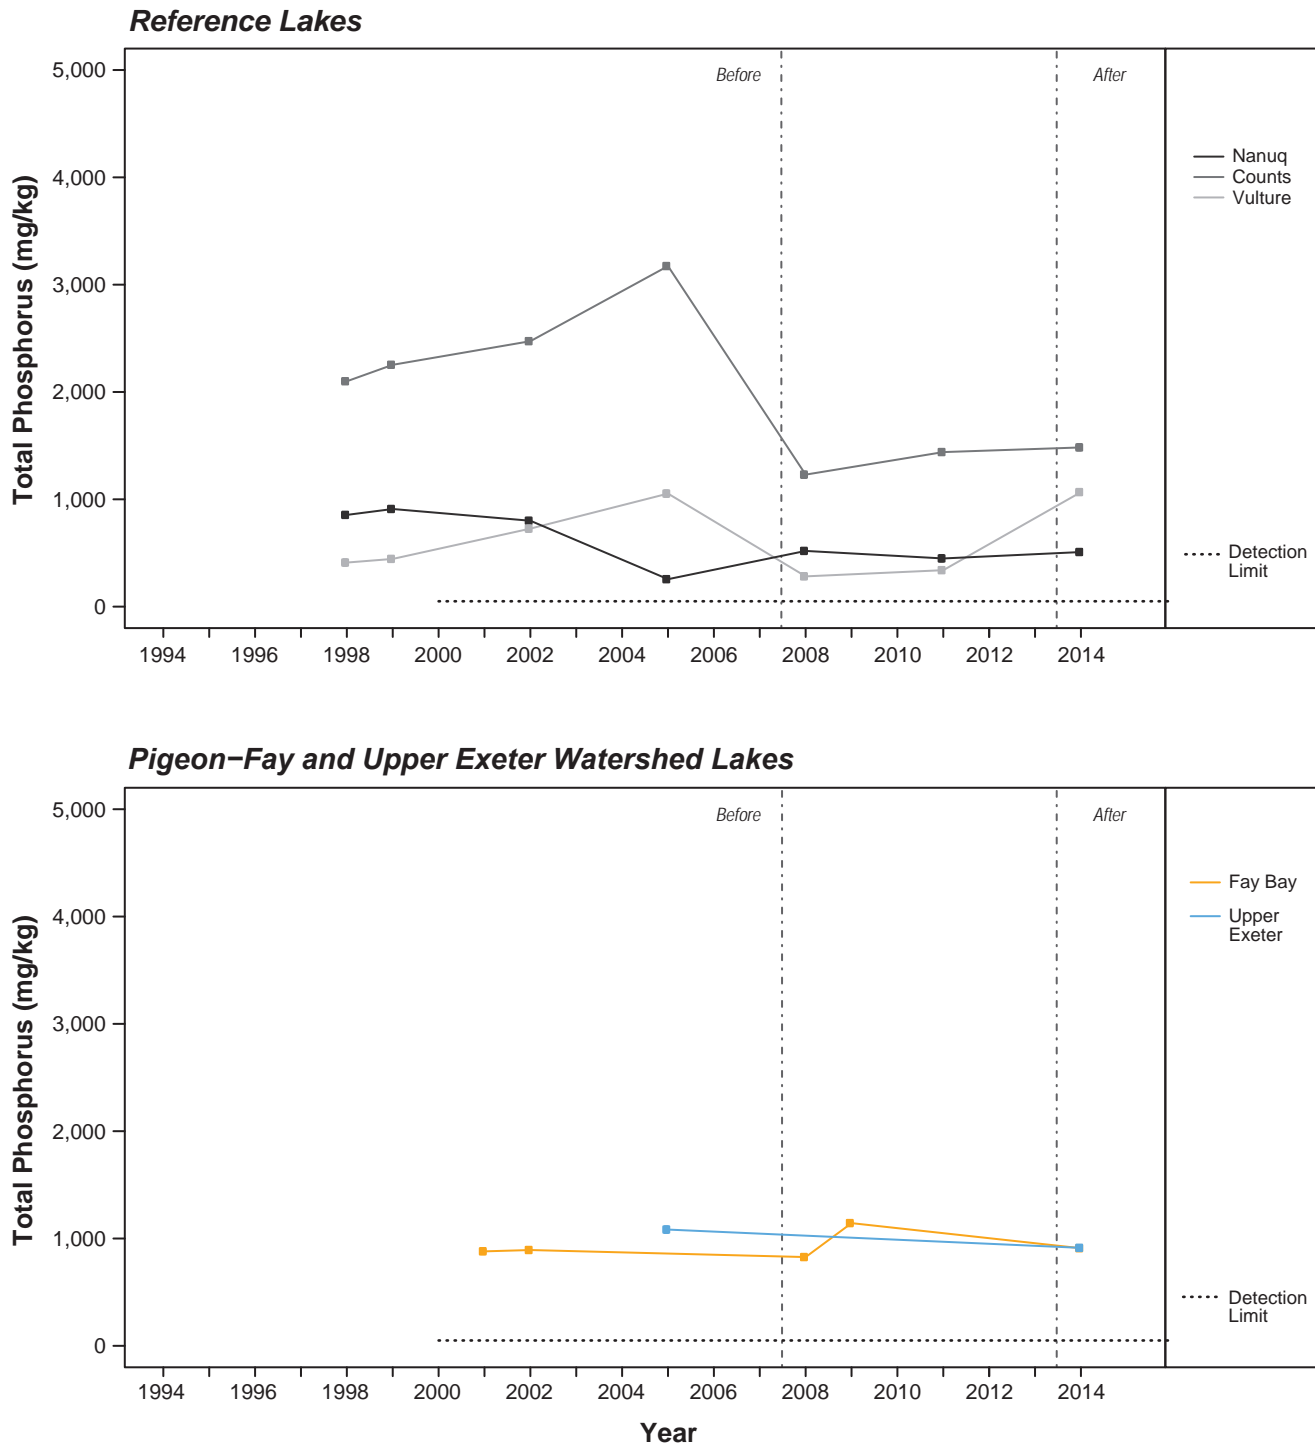 Reference Lakes
Before
After
5,000
4,000
3,000
2,000
1,000
0
Total Phosphorus (mg/kg)
Nanuq
Counts
Vulture
Detection
Limit
1994 1996 1998 2000 2002 2004 2006 2008 2010 2012 2014
Pigeon−Fay and Upper Exeter Watershed Lakes
Before
After
5,000
4,000
3,000
2,000
1,000
0
Total Phosphorus (mg/kg)
Fay Bay
Upper
Exeter
Detection
Limit
1994 1996 1998 2000 2002 2004 2006 2008 2010 2012 2014
Year